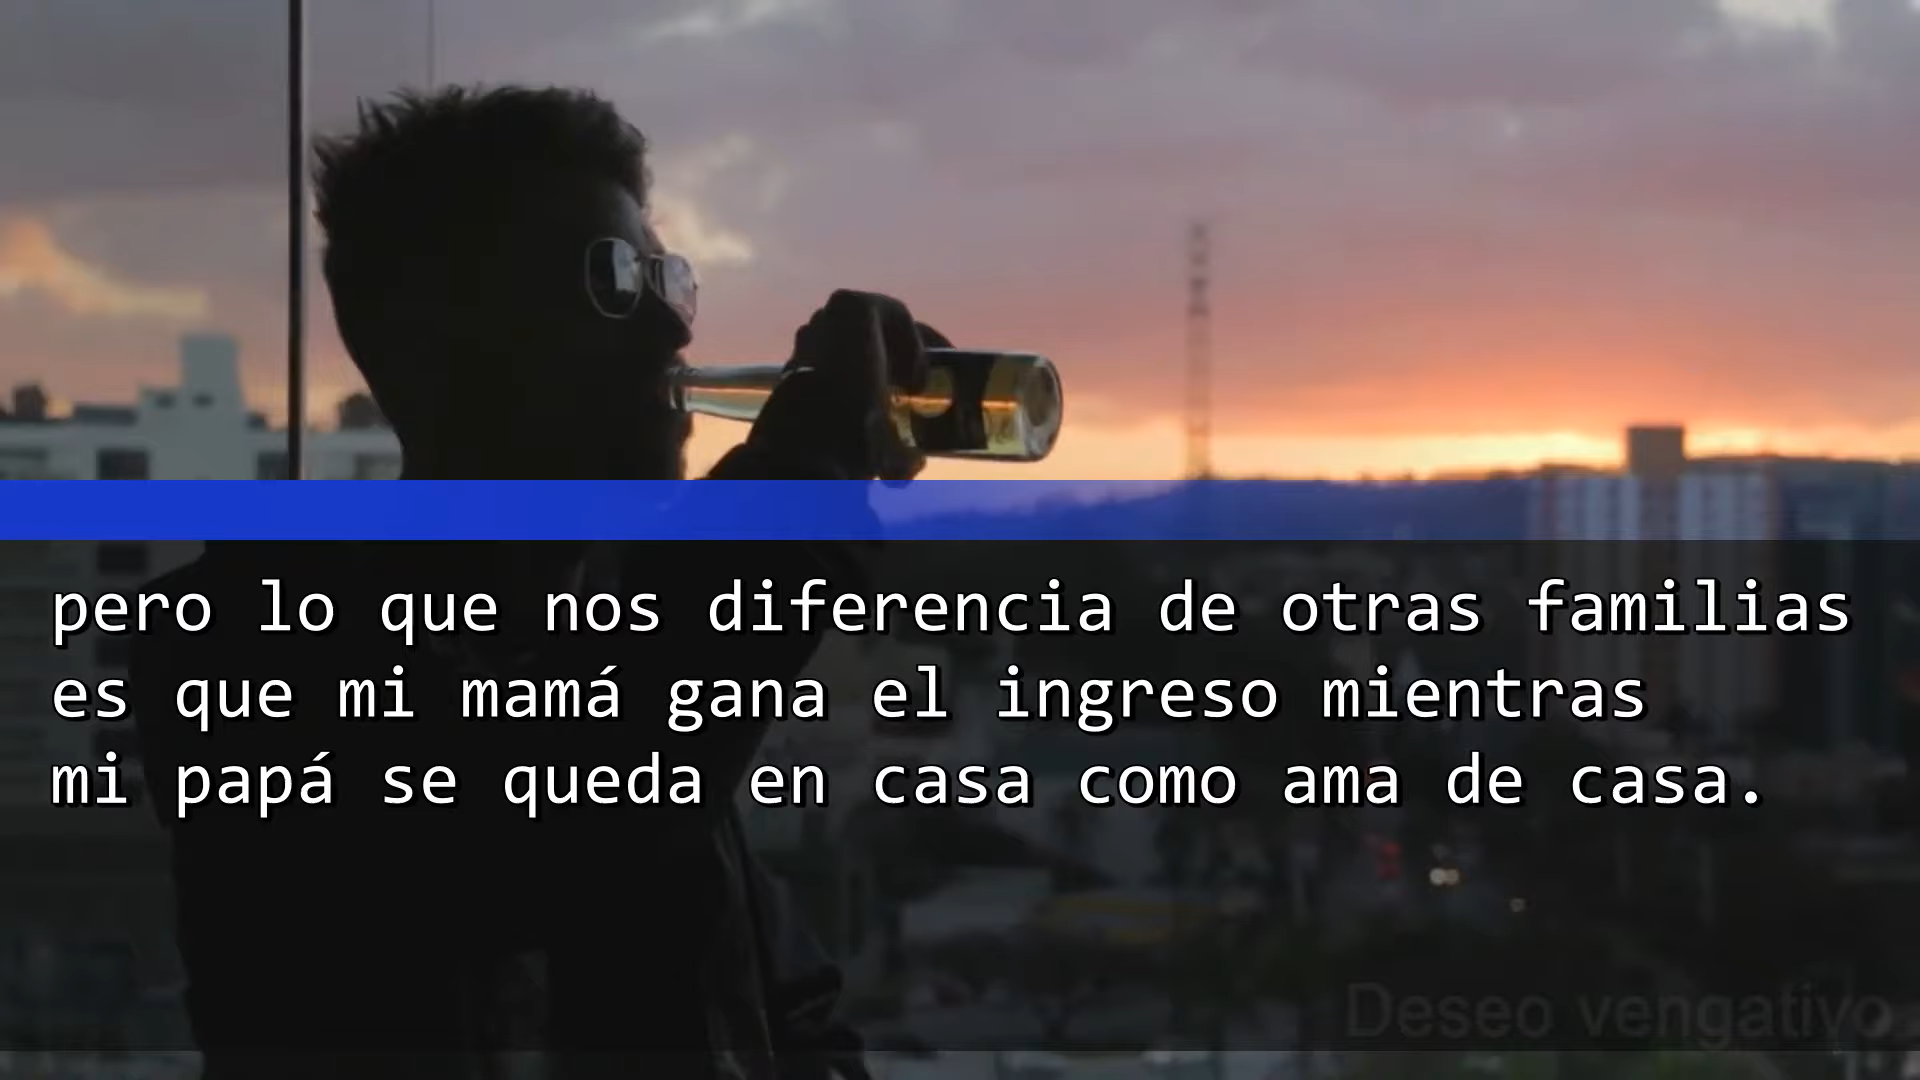 pero lo que nos diferencia de otras familias
es que mi mamá gana el ingreso mientras
mi papá se queda en casa como ama de casa.
Deseo vengativo